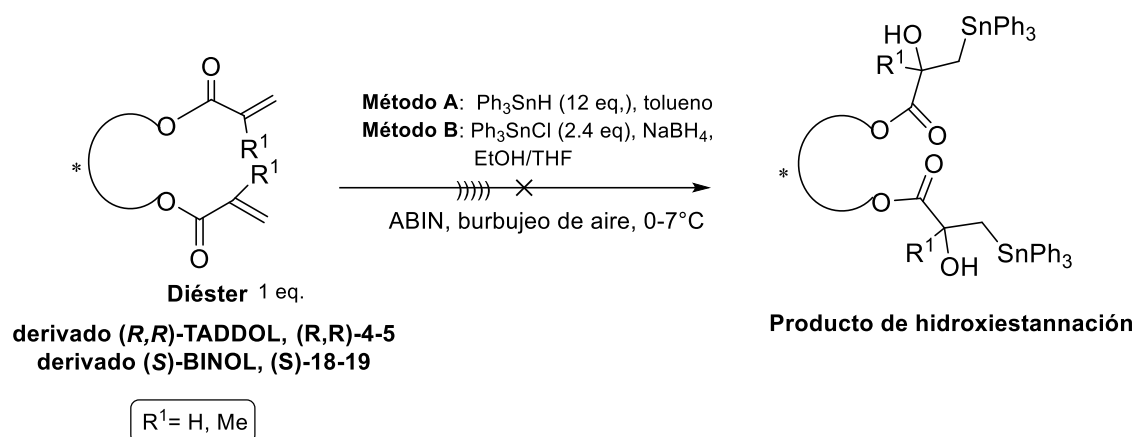 O
O
R¹
R¹
O
O
*
Diéster 1 eq.
derivado (R,R)-TADDOL, (R,R)-4-5
derivado (S)-BINOL, (S)-18-19
R¹= H, Me
Método A: Ph₃SnH (12 eq,), tolueno
Método B: Ph₃SnCl (2.4 eq), NaBH₄,
EtOH/THF
)))))
ABIN, burbujeo de aire, 0-7°C
HO
SnPh₃
R¹
O
O
*
O
O
R¹
OH
SnPh₃
Producto de hidroxiestannación